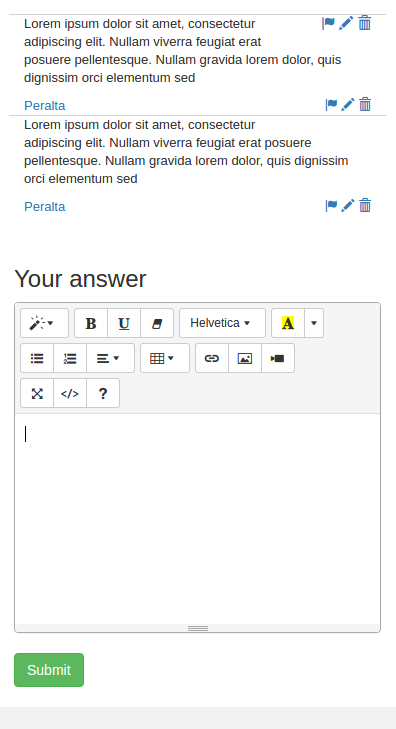 Lorem ipsum dolor sit amet, consectetur
adipiscing elit. Nullam viverra feugiat erat
posuere pellentesque. Nullam gravida lorem dolor, quis
dignissim orci elementum sed
Peralta
Lorem ipsum dolor sit amet, consectetur
adipiscing elit. Nullam viverra feugiat erat posuere
pellentesque. Nullam gravida lorem dolor, quis dignissim
orci elementum sed
Peralta
Your answer
B U Helvetica A
</> ?
Submit